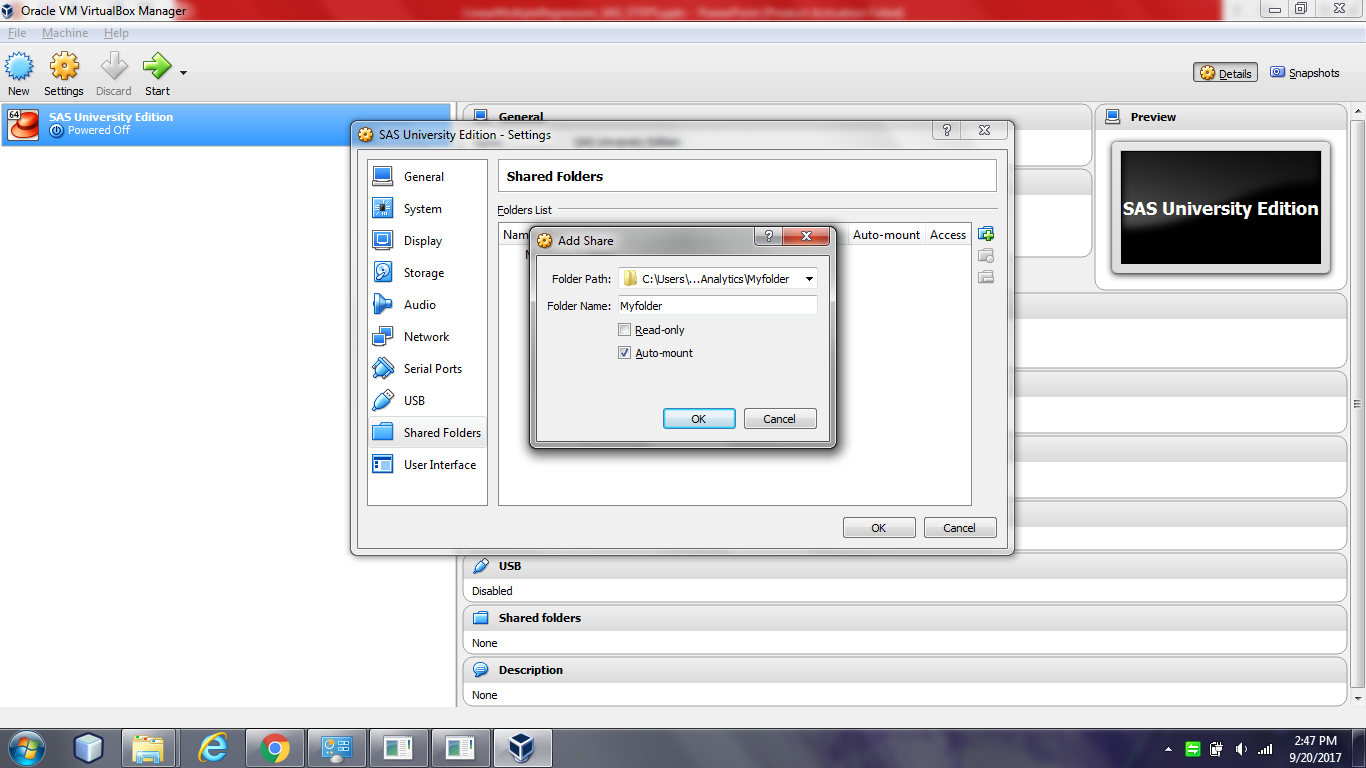 Oracle VM VirtualBox Manager
File Machine Help
New Settings Discard Start
Details Snapshots
64
SAS University Edition
Powered Off
General
Preview
SAS University Edition
SAS University Edition - Settings
General
System
Display
Storage
Audio
Network
Serial Ports
USB
Shared Folders
User Interface
Shared Folders
Folders List
Auto-mount Access
Add Share
Folder Path: C:\Users\...Analytics\Myfolder
Folder Name: Myfolder
Read-only
Auto-mount
OK Cancel
OK Cancel
USB
Disabled
Shared folders
None
Description
None
2:47 PM
9/20/2017